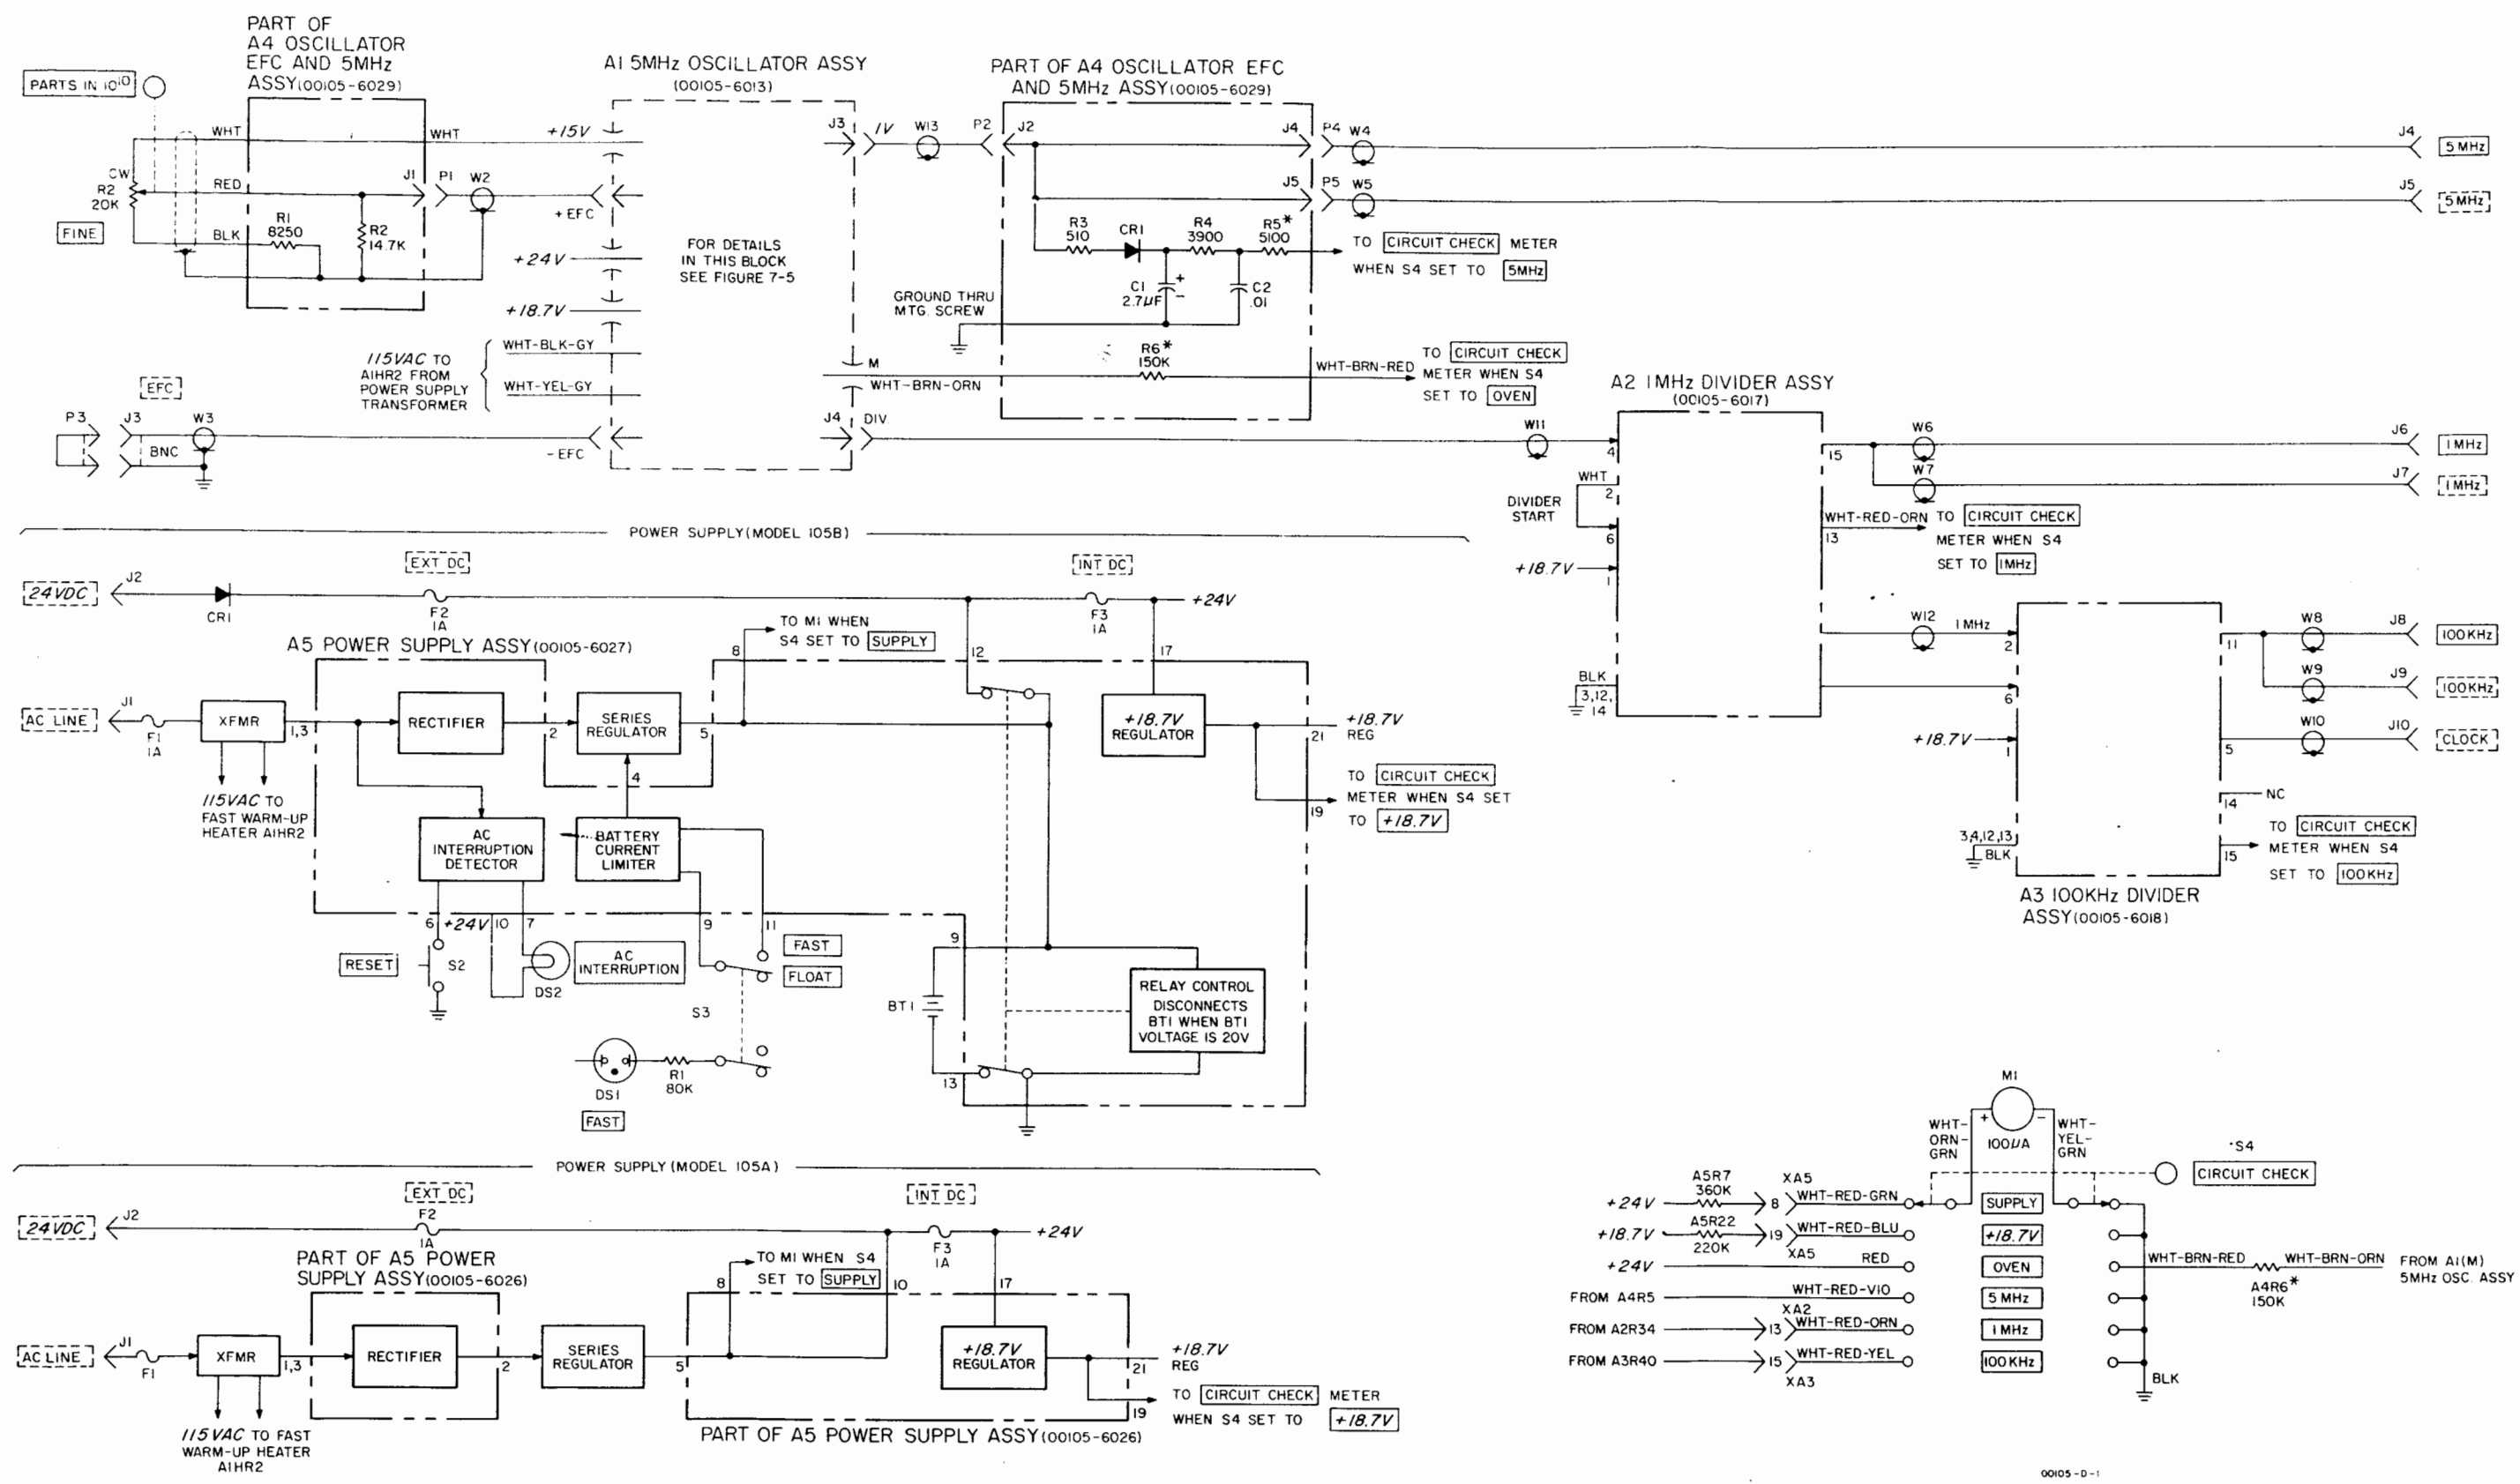 PART OF
A4 OSCILLATOR
EFC AND 5MHz
ASSY(00105-6029)
PARTS IN 10¹⁰
WHT
WHT
CW
R2
20K
RED
J1
P1
W2
R1
8250
R2
14.7K
BLK
FINE
A1 5MHz OSCILLATOR ASSY
(00105-6013)
+15V
+EFC
+24V
+18.7V
FOR DETAILS
IN THIS BLOCK
SEE FIGURE 7-5
J3
1V
W13
P2
115VAC TO
A1HR2 FROM
POWER SUPPLY
TRANSFORMER
WHT-BLK-GY
WHT-YEL-GY
M
WHT-BRN-ORN
J4
DIV.
EFC
P3
J3
W3
BNC
-EFC
PART OF A4 OSCILLATOR EFC
AND 5MHz ASSY(00105-6029)
J2
J4
P4
W4
J5
P5
W5
R3
510
CR1
R4
3900
R5*
5100
C1
2.7µF
+
-
C2
.01
GROUND THRU
MTG. SCREW
TO CIRCUIT CHECK METER
WHEN S4 SET TO 5MHz
R6*
150K
WHT-BRN-RED
TO CIRCUIT CHECK
METER WHEN S4
SET TO OVEN
J4
5 MHz
J5
5 MHz
W11
A2 1MHz DIVIDER ASSY
(00105-6017)
4
WHT
2
DIVIDER
START
6
+18.7V
1
BLK
3,12,
14
15
W6
J6
1 MHz
W7
J7
1 MHz
WHT-RED-ORN
13
TO CIRCUIT CHECK
METER WHEN S4
SET TO 1MHz
W12
1 MHz
2
6
+18.7V
1
3,4,12,13
BLK
11
W8
J8
100KHz
W9
J9
100KHz
W10
J10
CLOCK
5
14
NC
15
TO CIRCUIT CHECK
METER WHEN S4
SET TO 100KHz
A3 100KHz DIVIDER
ASSY(00105-6018)
POWER SUPPLY(MODEL 105B)
24VDC
J2
CR1
EXT DC
F2
1A
INT DC
F3
1A
+24V
A5 POWER SUPPLY ASSY(00105-6027)
TO M1 WHEN
S4 SET TO SUPPLY
8
12
17
AC LINE
J1
F1
1A
XFMR
1,3
RECTIFIER
2
SERIES
REGULATOR
5
+18.7V
REGULATOR
21
+18.7V
REG
115VAC TO
FAST WARM-UP
HEATER A1HR2
4
AC
INTERRUPTION
DETECTOR
BATTERY
CURRENT
LIMITER
TO CIRCUIT CHECK
METER WHEN S4 SET
TO +18.7V
19
6
+24V
10
7
9
11
RESET
S2
DS2
AC
INTERRUPTION
FAST
FLOAT
S3
DS1
FAST
R1
80K
9
BT1
13
RELAY CONTROL
DISCONNECTS
BT1 WHEN BT1
VOLTAGE IS 20V
POWER SUPPLY(MODEL 105A)
24VDC
J2
EXT DC
F2
1A
INT DC
F3
1A
+24V
PART OF A5 POWER
SUPPLY ASSY(00105-6026)
TO M1 WHEN S4
SET TO SUPPLY
8
10
17
AC LINE
J1
F1
XFMR
1,3
RECTIFIER
2
SERIES
REGULATOR
5
+18.7V
REGULATOR
21
+18.7V
REG
19
TO CIRCUIT CHECK METER
WHEN S4 SET TO +18.7V
115VAC TO FAST
WARM-UP HEATER
A1HR2
PART OF A5 POWER SUPPLY ASSY(00105-6026)
M1
+
-
100µA
WHT-
ORN-
GRN
WHT-
YEL-
GRN
S4
CIRCUIT CHECK
+24V
A5R7
360K
8
XA5
WHT-RED-GRN
SUPPLY
+18.7V
A5R22
220K
19
XA5
WHT-RED-BLU
+18.7V
+24V
RED
OVEN
WHT-BRN-RED
A4R6*
150K
WHT-BRN-ORN
FROM A1(M)
5MHz OSC. ASSY
FROM A4R5
WHT-RED-VIO
5 MHz
FROM A2R34
XA2
13
WHT-RED-ORN
1 MHz
FROM A3R40
15
WHT-RED-YEL
XA3
100KHz
BLK
00105-D-1